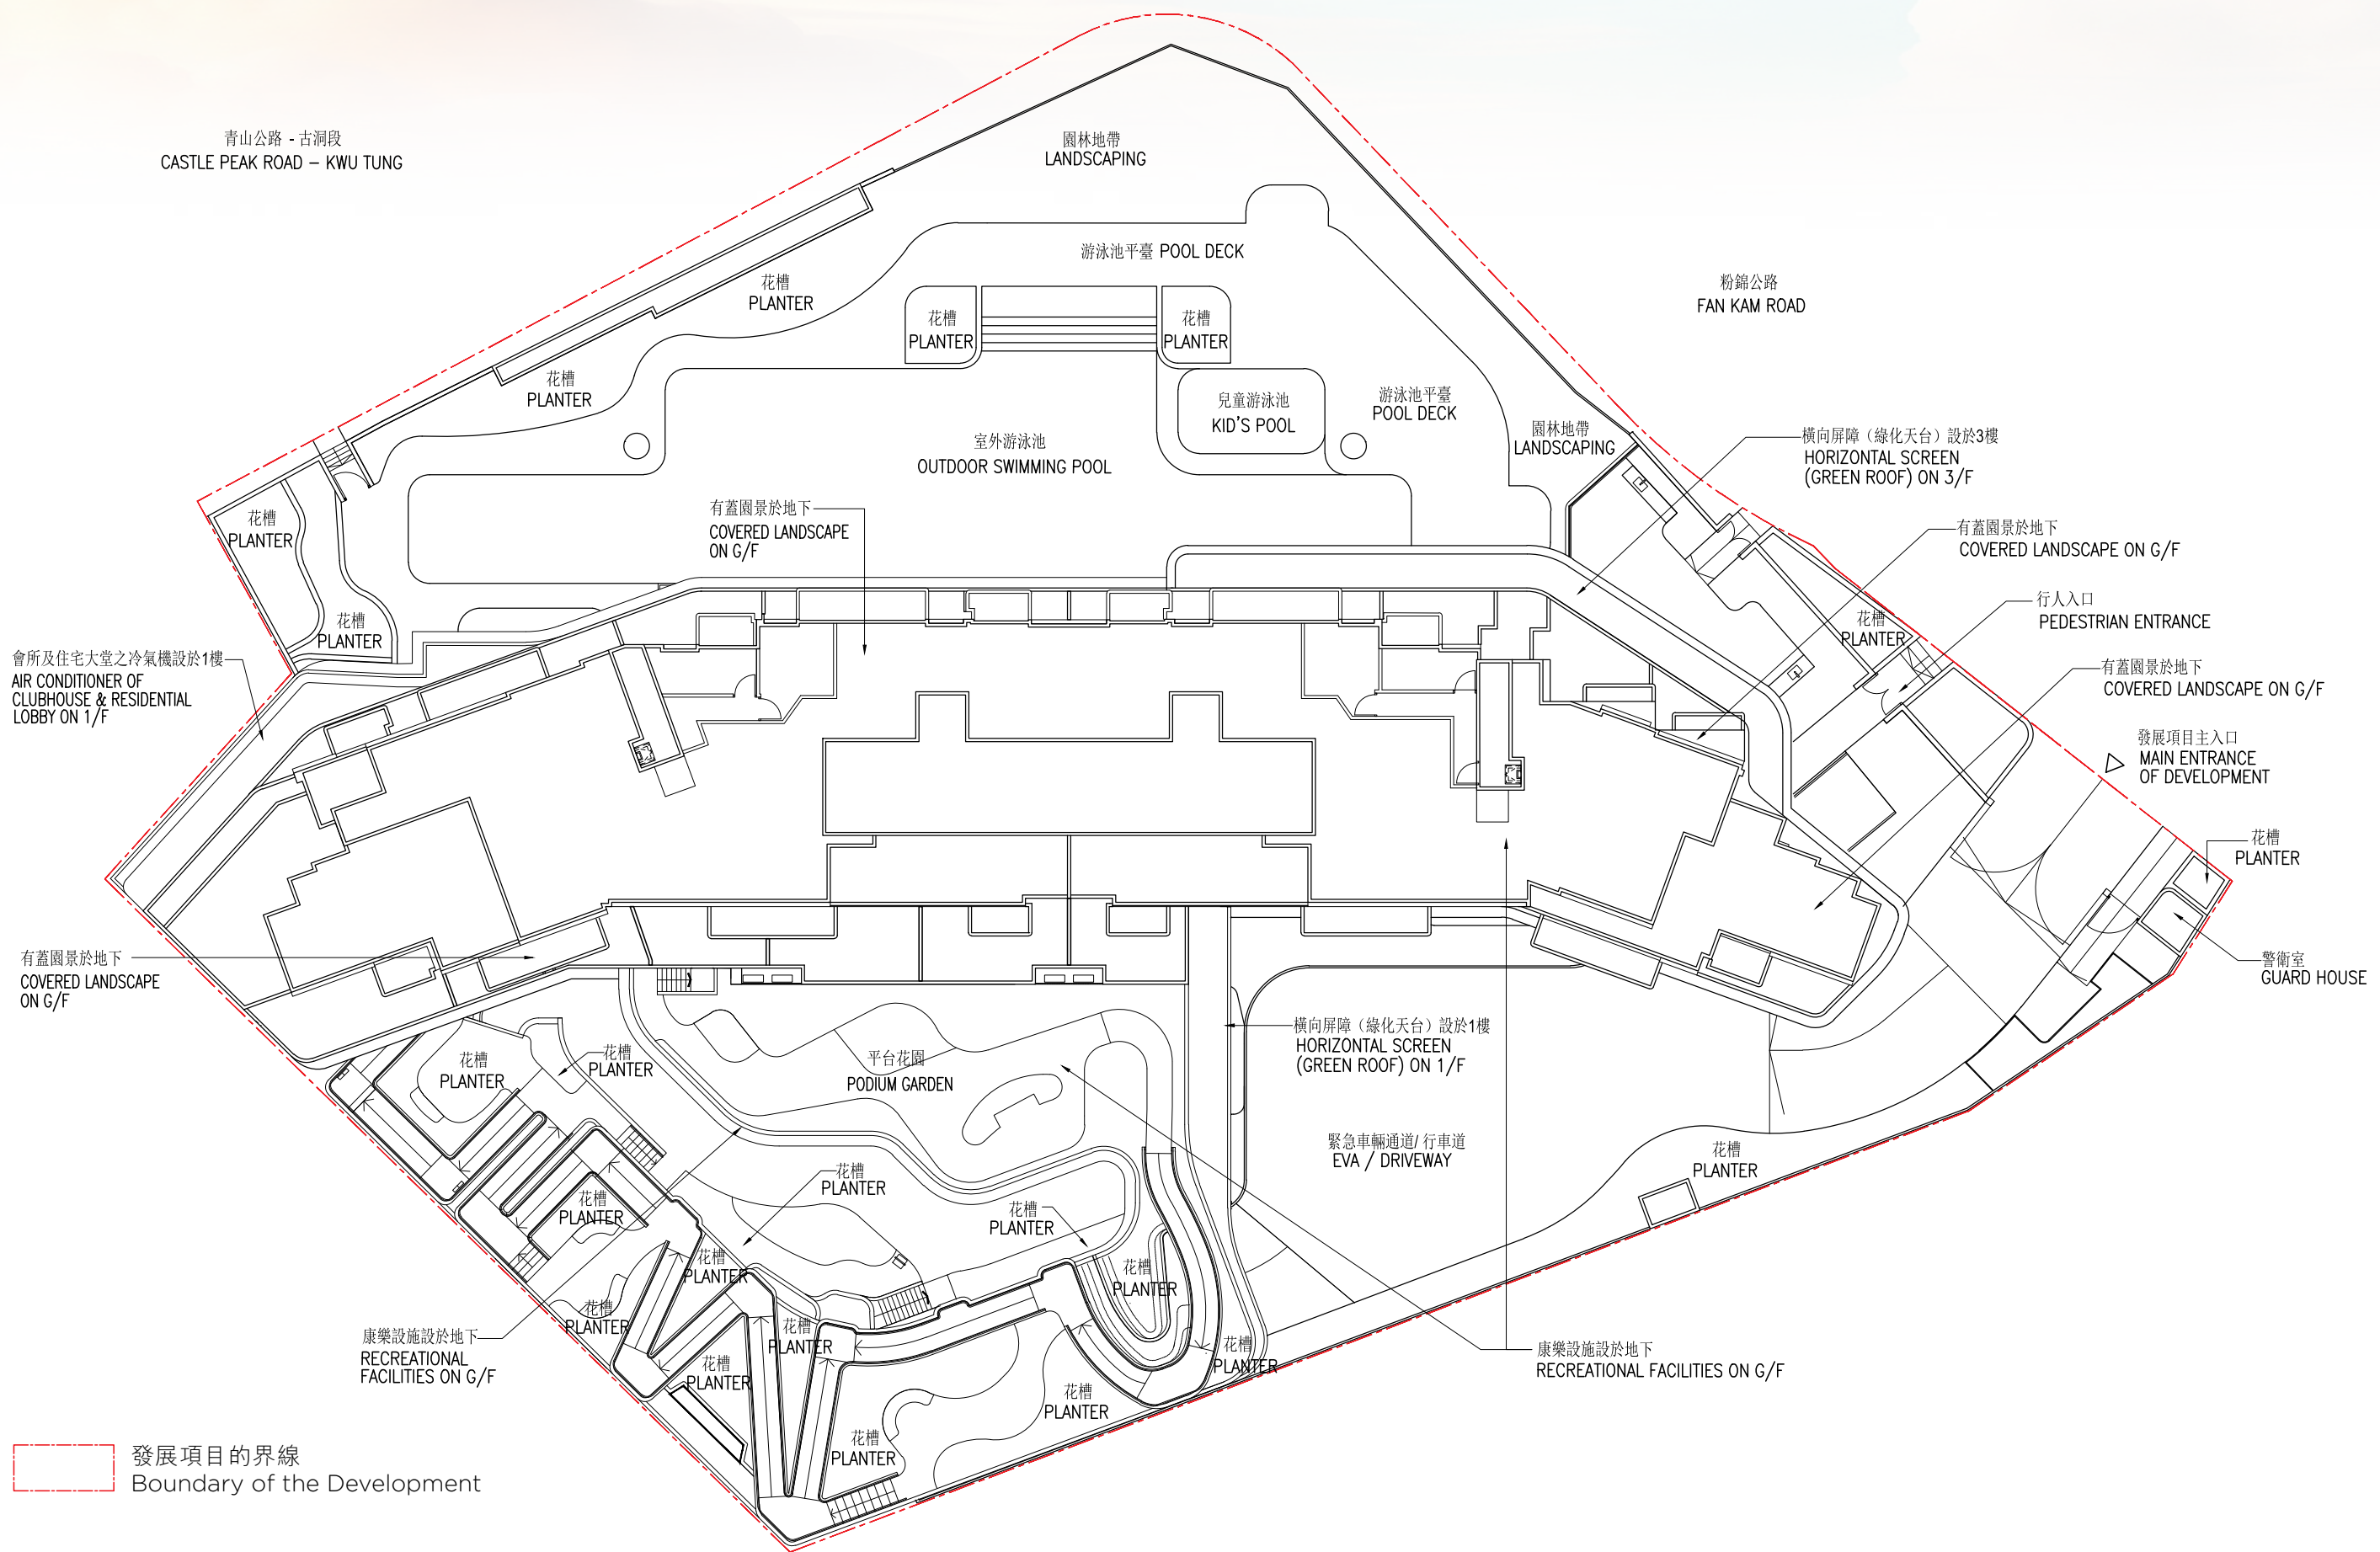 青山公路 - 古洞段
CASTLE PEAK ROAD – KWU TUNG
園林地帶
LANDSCAPING
游泳池平臺 POOL DECK
花槽
PLANTER
粉錦公路
FAN KAM ROAD
花槽
PLANTER
花槽
PLANTER
花槽
PLANTER
兒童游泳池
KID'S POOL
游泳池平臺
POOL DECK
室外游泳池
OUTDOOR SWIMMING POOL
園林地帶
LANDSCAPING
橫向屏障（綠化天台）設於3樓
HORIZONTAL SCREEN
(GREEN ROOF) ON 3/F
有蓋園景於地下
COVERED LANDSCAPE
ON G/F
花槽
PLANTER
有蓋園景於地下
COVERED LANDSCAPE ON G/F
行人入口
PEDESTRIAN ENTRANCE
花槽
PLANTER
花槽
PLANTER
會所及住宅大堂之冷氣機設於1樓
AIR CONDITIONER OF
CLUBHOUSE & RESIDENTIAL
LOBBY ON 1/F
有蓋園景於地下
COVERED LANDSCAPE ON G/F
發展項目主入口
MAIN ENTRANCE
OF DEVELOPMENT
花槽
PLANTER
有蓋園景於地下
COVERED LANDSCAPE
ON G/F
警衛室
GUARD HOUSE
橫向屏障（綠化天台）設於1樓
HORIZONTAL SCREEN
(GREEN ROOF) ON 1/F
花槽
PLANTER
花槽
PLANTER
平台花園
PODIUM GARDEN
緊急車輛通道/ 行車道
EVA / DRIVEWAY
花槽
PLANTER
花槽
PLANTER
花槽
PLANTER
花槽
PLANTER
花槽
PLANTER
花槽
PLANTER
花槽
PLANTER
花槽
PLANTER
花槽
PLANTER
花槽
PLANTER
花槽
PLANTER
花槽
PLANTER
康樂設施設於地下
RECREATIONAL
FACILITIES ON G/F
康樂設施設於地下
RECREATIONAL FACILITIES ON G/F
發展項目的界線
Boundary of the Development